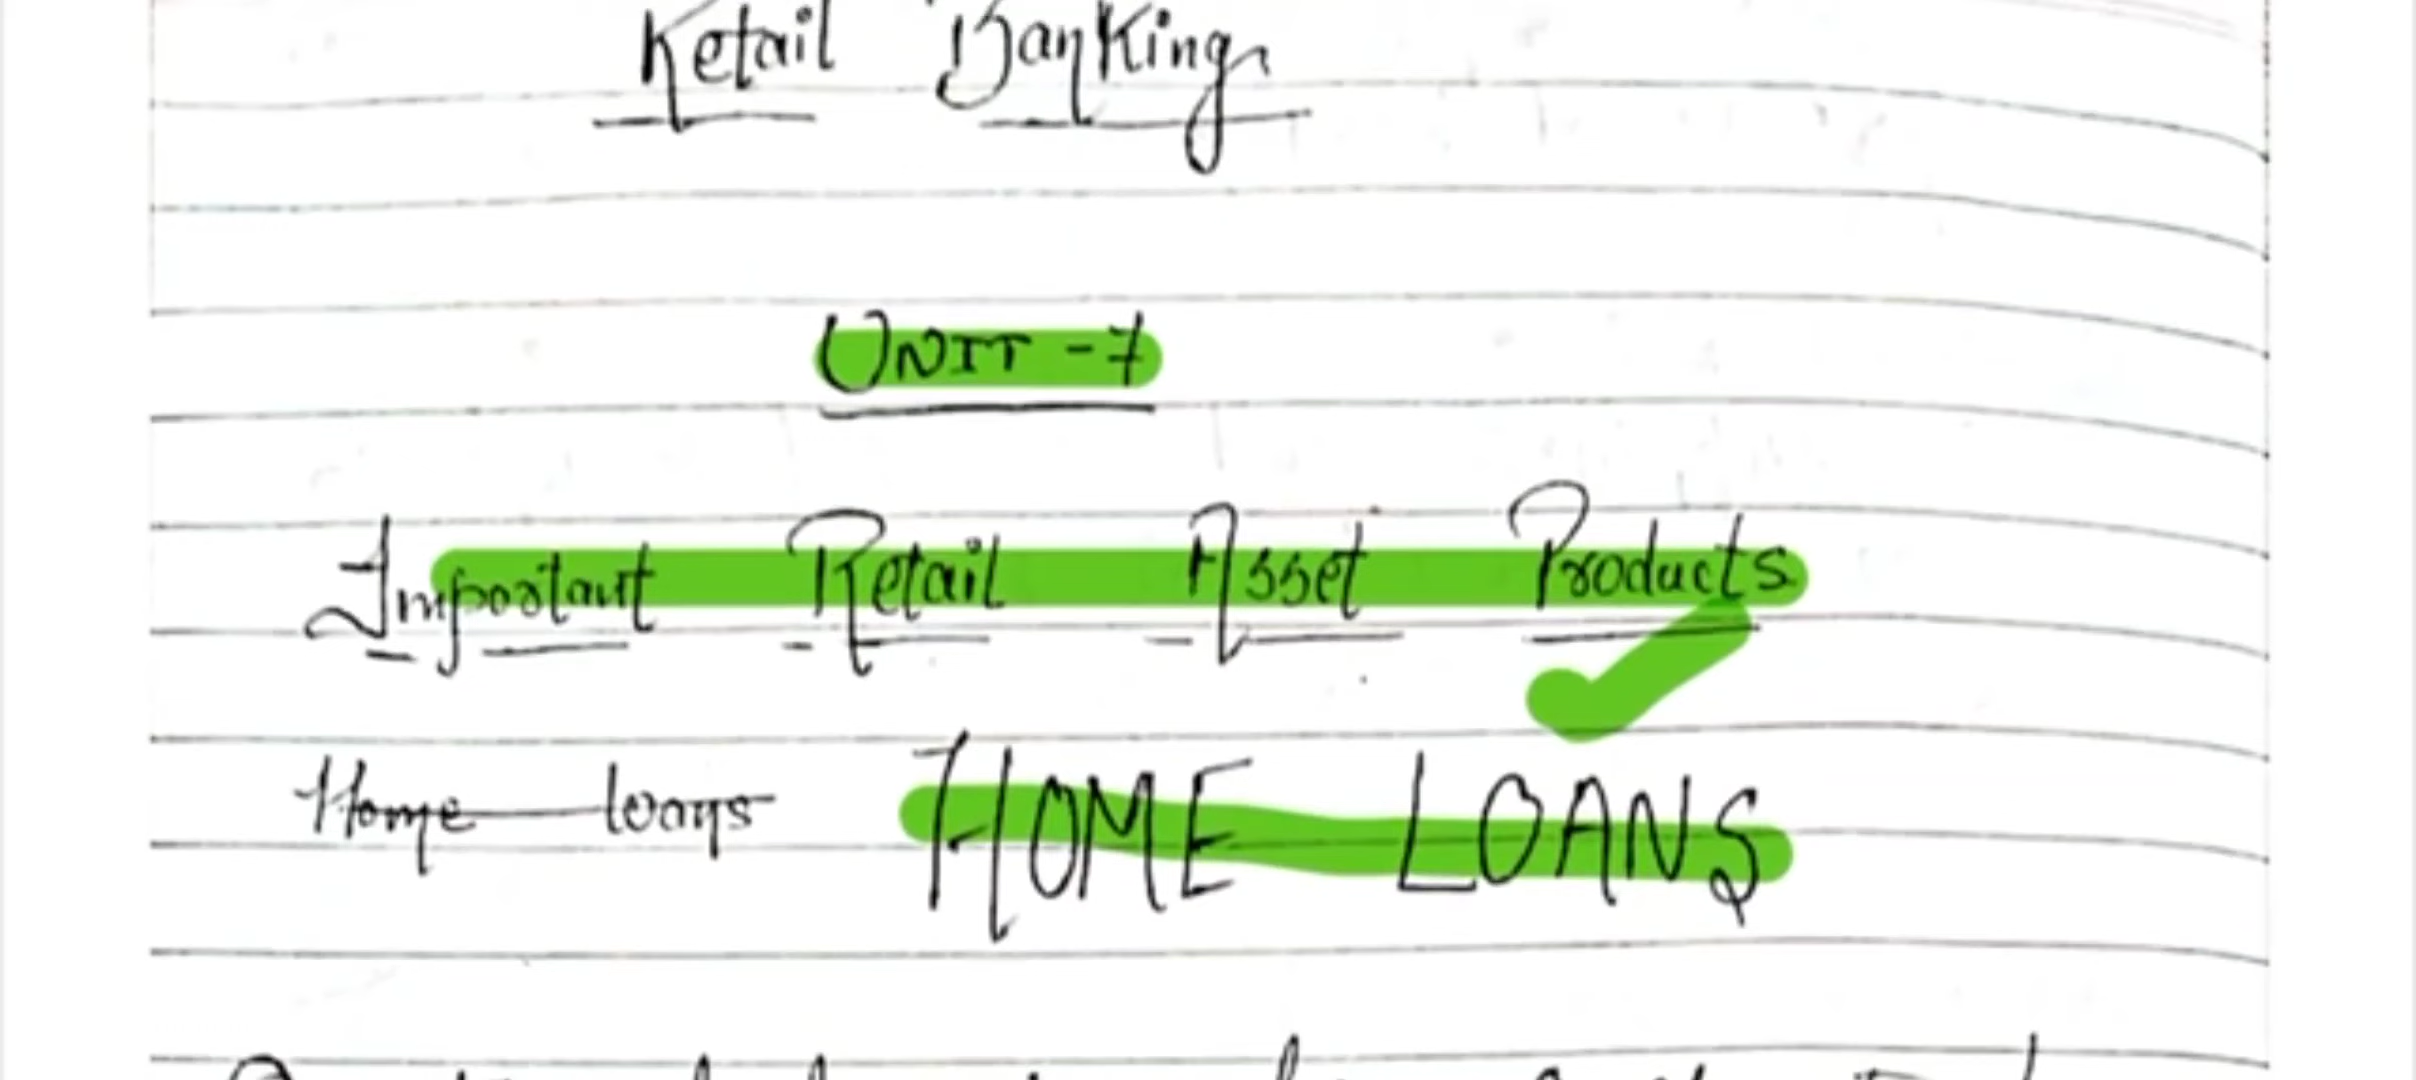 Retail Banking
UNIT - 7
Important Retail Asset Products
Home loans HOME LOANS